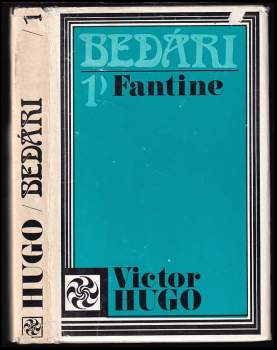 BEDÁRI
1 Fantine
Victor
HUGO
HUGO / BEDÁRI / 1